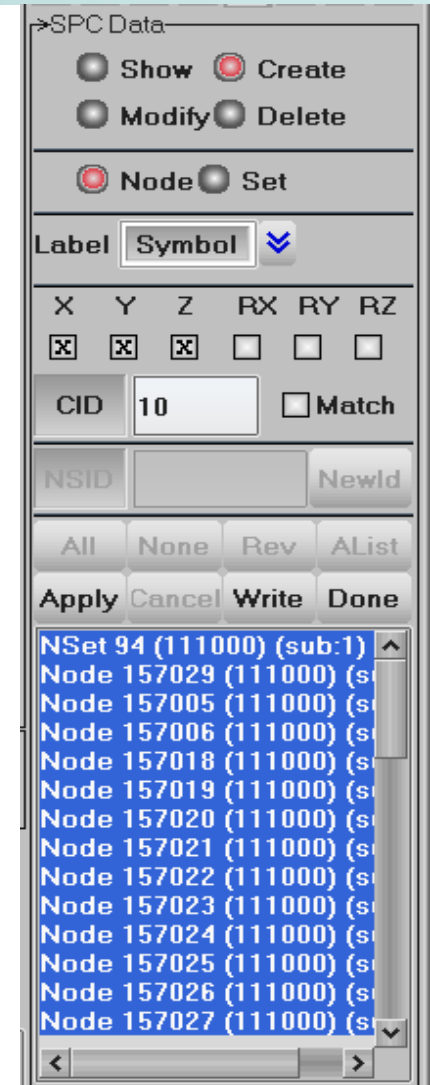 >SPC Data
Show Create
Modify Delete
Node Set
Label Symbol
X Y Z RX RY RZ
X X X
CID 10 Match
NSID NewId
All None Rev AList
Apply Cancel Write Done
NSet 94 (111000) (sub:1)
Node 157029 (111000) (s
Node 157005 (111000) (s
Node 157006 (111000) (s
Node 157018 (111000) (s
Node 157019 (111000) (s
Node 157020 (111000) (s
Node 157021 (111000) (s
Node 157022 (111000) (s
Node 157023 (111000) (s
Node 157024 (111000) (s
Node 157025 (111000) (s
Node 157026 (111000) (s
Node 157027 (111000) (s